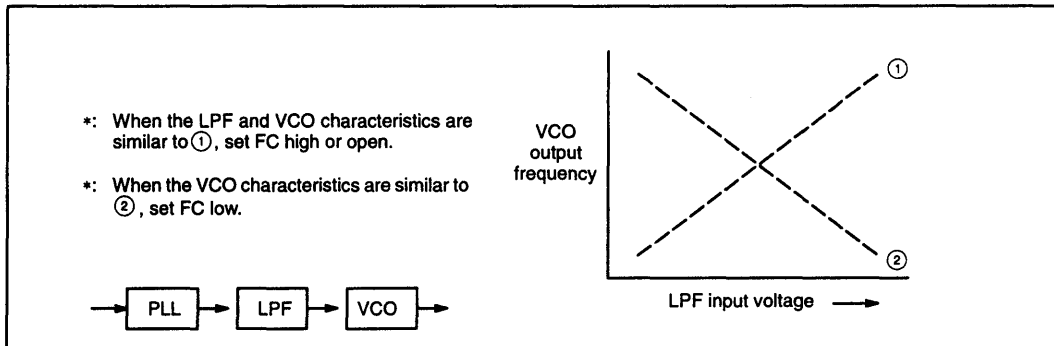 *: When the LPF and VCO characteristics are
similar to ①, set FC high or open.
*: When the VCO characteristics are similar to
②, set FC low.
PLL
LPF
VCO
VCO
output
frequency
①
②
LPF input voltage